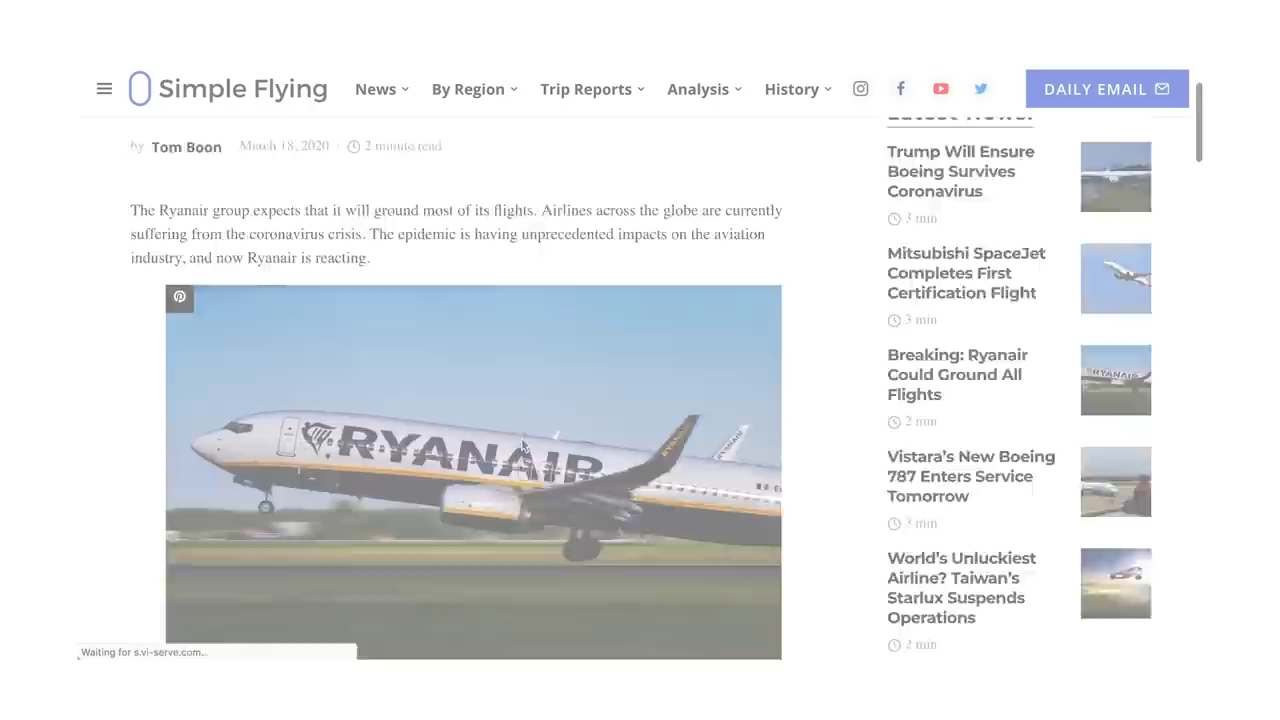 Simple Flying
News
By Region
Trip Reports
Analysis
History
DAILY EMAIL
by Tom Boon March 18, 2020 2 minute read
The Ryanair group expects that it will ground most of its flights. Airlines across the globe are currently
suffering from the coronavirus crisis. The epidemic is having unprecedented impacts on the aviation
industry, and now Ryanair is reacting.
RYANAIR
RYANAIR
RYANAIR
Waiting for s.vi-serve.com...
Latest News:
Trump Will Ensure
Boeing Survives
Coronavirus
3 min
Mitsubishi SpaceJet
Completes First
Certification Flight
3 min
Breaking: Ryanair
Could Ground All
Flights
2 min
RYANAIR
Vistara’s New Boeing
787 Enters Service
Tomorrow
3 min
World’s Unluckiest
Airline? Taiwan’s
Starlux Suspends
Operations
2 min